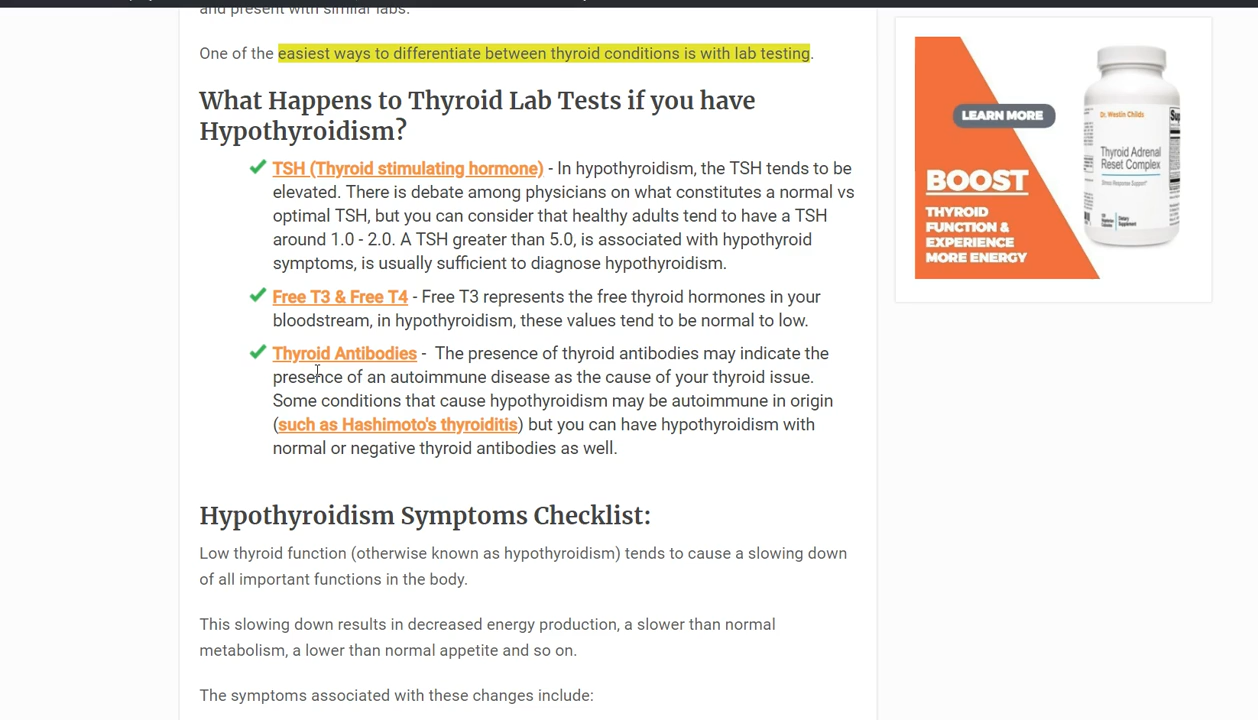 and present with similar labs.
One of the easiest ways to differentiate between thyroid conditions is with lab testing.
What Happens to Thyroid Lab Tests if you have
Hypothyroidism?
TSH (Thyroid stimulating hormone) - In hypothyroidism, the TSH tends to be
elevated. There is debate among physicians on what constitutes a normal vs
optimal TSH, but you can consider that healthy adults tend to have a TSH
around 1.0 - 2.0. A TSH greater than 5.0, is associated with hypothyroid
symptoms, is usually sufficient to diagnose hypothyroidism.
Free T3 & Free T4 - Free T3 represents the free thyroid hormones in your
bloodstream, in hypothyroidism, these values tend to be normal to low.
Thyroid Antibodies - The presence of thyroid antibodies may indicate the
presence of an autoimmune disease as the cause of your thyroid issue.
Some conditions that cause hypothyroidism may be autoimmune in origin
(such as Hashimoto's thyroiditis) but you can have hypothyroidism with
normal or negative thyroid antibodies as well.
Hypothyroidism Symptoms Checklist:
Low thyroid function (otherwise known as hypothyroidism) tends to cause a slowing down
of all important functions in the body.
This slowing down results in decreased energy production, a slower than normal
metabolism, a lower than normal appetite and so on.
The symptoms associated with these changes include:
LEARN MORE
BOOST
THYROID
FUNCTION &
EXPERIENCE
MORE ENERGY
Dr. Westin Childs
Thyroid Adrenal
Reset Complex